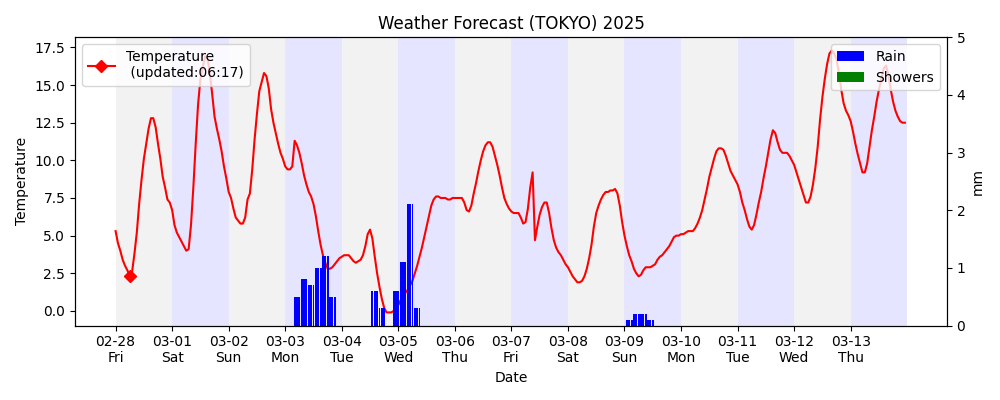 Weather Forecast (TOKYO) 2025
Temperature
(updated:06:17)
Rain
Showers
17.5
15.0
12.5
10.0
7.5
5.0
2.5
0.0
Temperature
5
4
3
2
1
0
mm
02-28 03-01 03-02 03-03 03-04 03-05 03-06 03-07 03-08 03-09 03-10 03-11 03-12 03-13
Fri Sat Sun Mon Tue Wed Thu Fri Sat Sun Mon Tue Wed Thu
Date